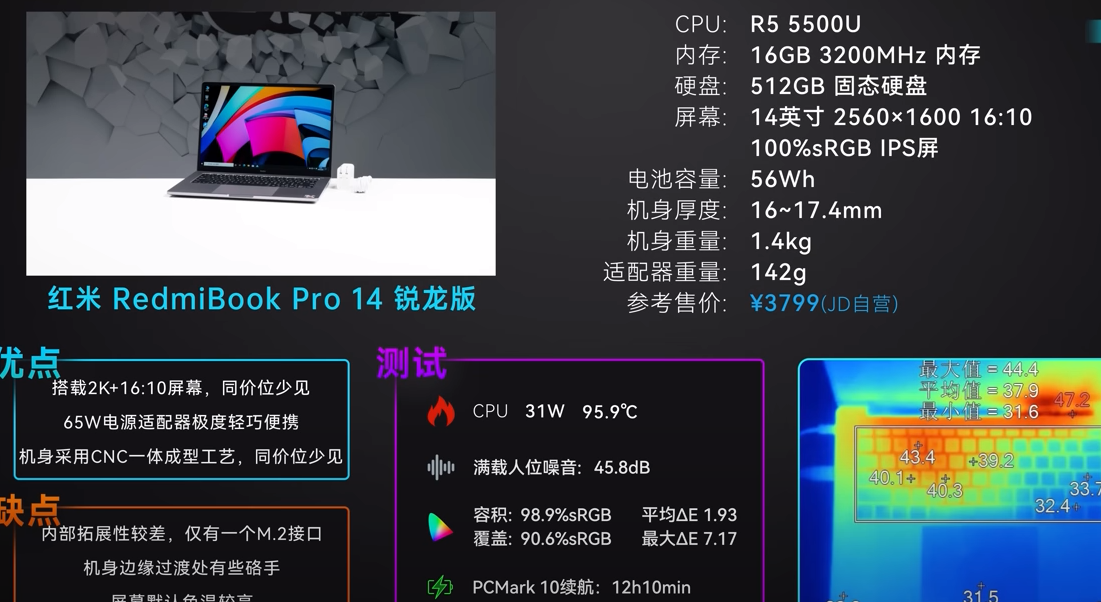 CPU: R5 5500U
内存: 16GB 3200MHz 内存
硬盘: 512GB 固态硬盘
屏幕: 14英寸 2560×1600 16:10
100%sRGB IPS屏
电池容量: 56Wh
机身厚度: 16~17.4mm
机身重量: 1.4kg
适配器重量: 142g
参考售价: ¥3799(JD自营)
红米 RedmiBook Pro 14 锐龙版
优点
搭载2K+16:10屏幕，同价位少见
65W电源适配器极度轻巧便携
机身采用CNC一体成型工艺，同价位少见
缺点
内部拓展性较差，仅有一个M.2接口
机身边缘过渡处有些硌手
屏幕默认色温较高
测试
CPU 31W 95.9℃
满载人位噪音: 45.8dB
容积: 98.9%sRGB 平均ΔE 1.93
覆盖: 90.6%sRGB 最大ΔE 7.17
PCMark 10续航: 12h10min
最大值 = 44.4
平均值 = 37.9
最小值 = 31.6
47.2
43.4
39.2
40.1
40.3
33.7
32.4
31.5